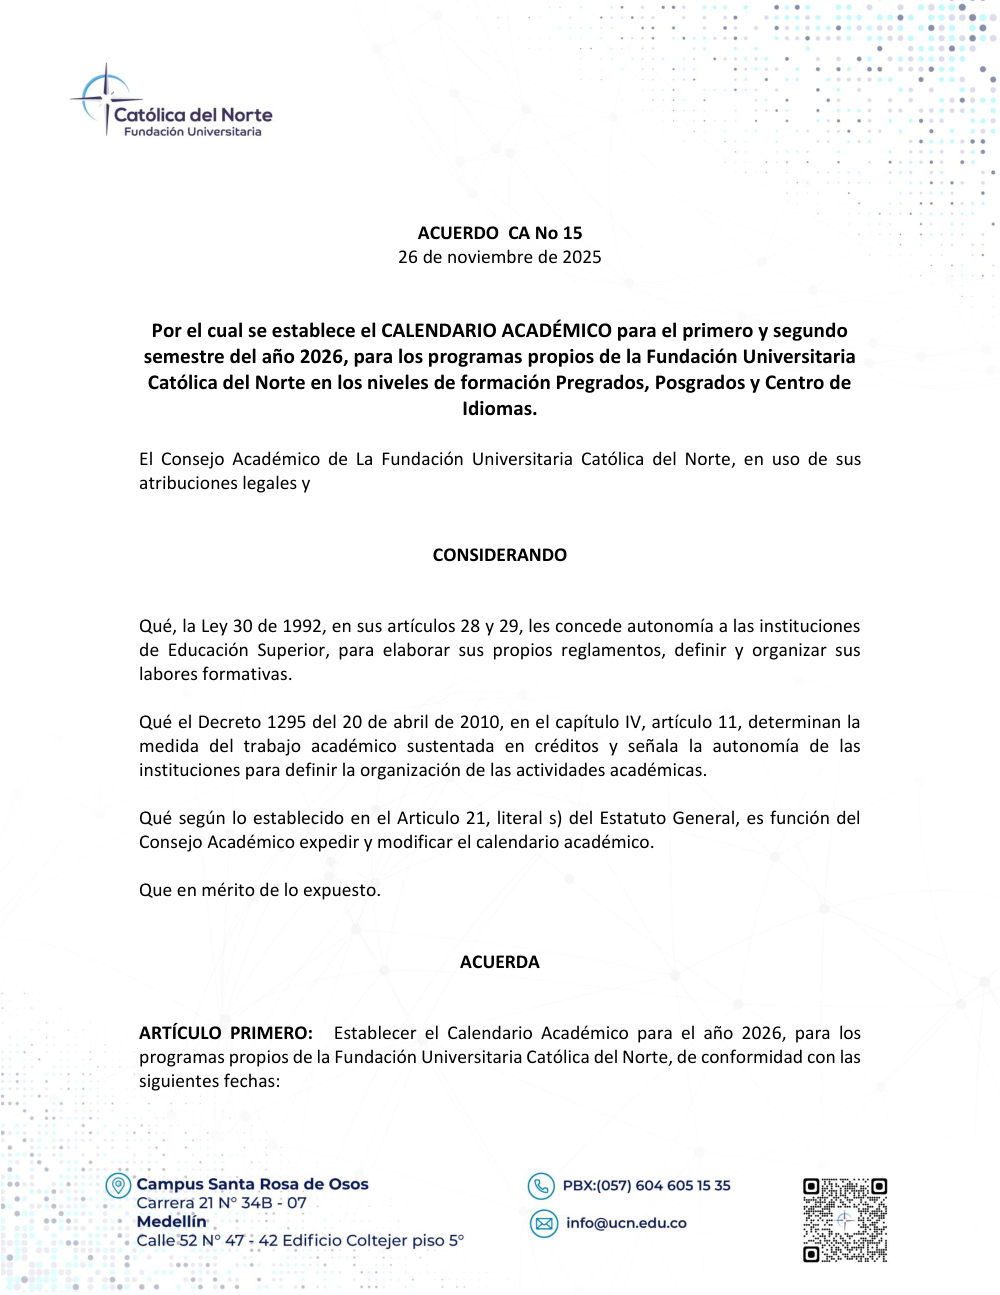 Católica del Norte
Fundación Universitaria
ACUERDO CA No 15
26 de noviembre de 2025
Por el cual se establece el CALENDARIO ACADÉMICO para el primero y segundo
semestre del año 2026, para los programas propios de la Fundación Universitaria
Católica del Norte en los niveles de formación Pregrados, Posgrados y Centro de
Idiomas.
El Consejo Académico de La Fundación Universitaria Católica del Norte, en uso de sus
atribuciones legales y
CONSIDERANDO
Qué, la Ley 30 de 1992, en sus artículos 28 y 29, les concede autonomía a las instituciones
de Educación Superior, para elaborar sus propios reglamentos, definir y organizar sus
labores formativas.
Qué el Decreto 1295 del 20 de abril de 2010, en el capítulo IV, artículo 11, determinan la
medida del trabajo académico sustentada en créditos y señala la autonomía de las
instituciones para definir la organización de las actividades académicas.
Qué según lo establecido en el Articulo 21, literal s) del Estatuto General, es función del
Consejo Académico expedir y modificar el calendario académico.
Que en mérito de lo expuesto.
ACUERDA
ARTÍCULO PRIMERO: Establecer el Calendario Académico para el año 2026, para los
programas propios de la Fundación Universitaria Católica del Norte, de conformidad con las
siguientes fechas:
Campus Santa Rosa de Osos
Carrera 21 N° 34B - 07
Medellín
Calle 52 N° 47 - 42 Edificio Coltejer piso 5°
PBX:(057) 604 605 15 35
info@ucn.edu.co